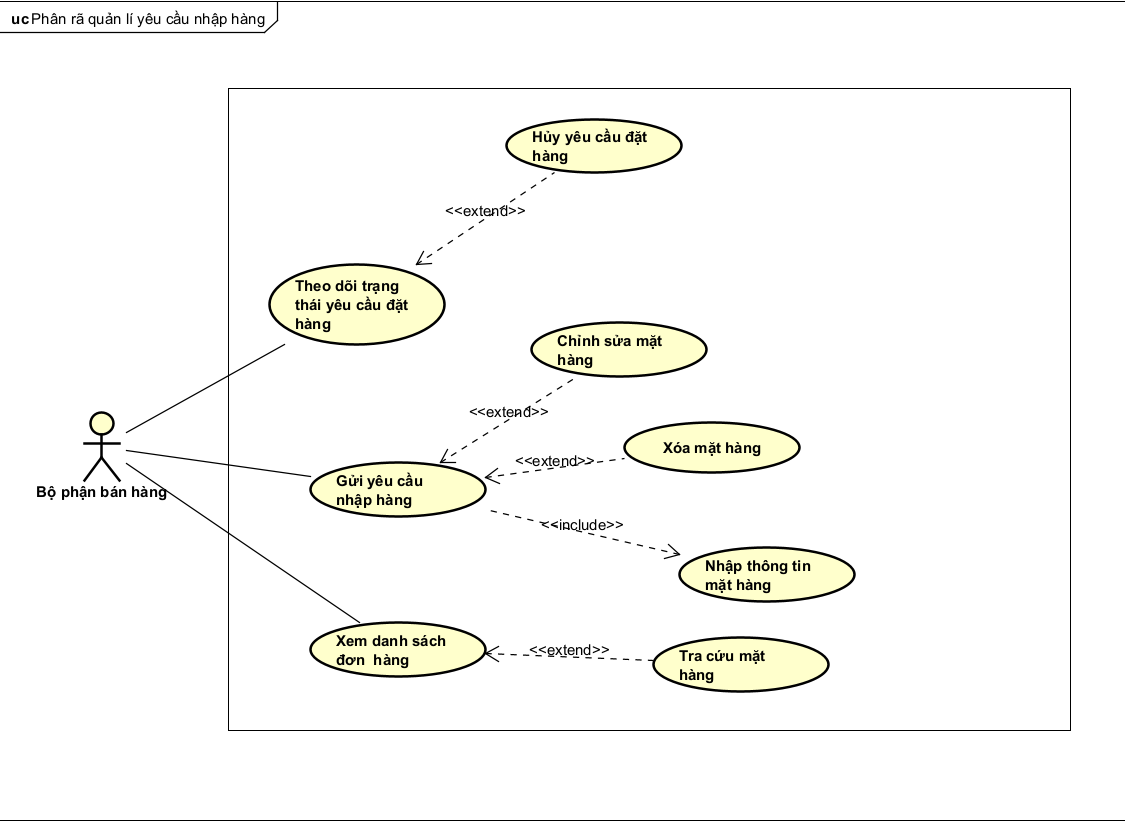 ucPhân rã quản lí yêu cầu nhập hàng
Hủy yêu cầu đặt
hàng
<<extend>>
Theo dõi trạng
thái yêu cầu đặt
hàng
Chỉnh sửa mặt
hàng
<<extend>>
Xóa mặt hàng
<<extend>>
Gửi yêu cầu
nhập hàng
Bộ phận bán hàng
<<include>>
Nhập thông tin
mặt hàng
Xem danh sách
đơn  hàng
<<extend>>
Tra cứu mặt
hàng